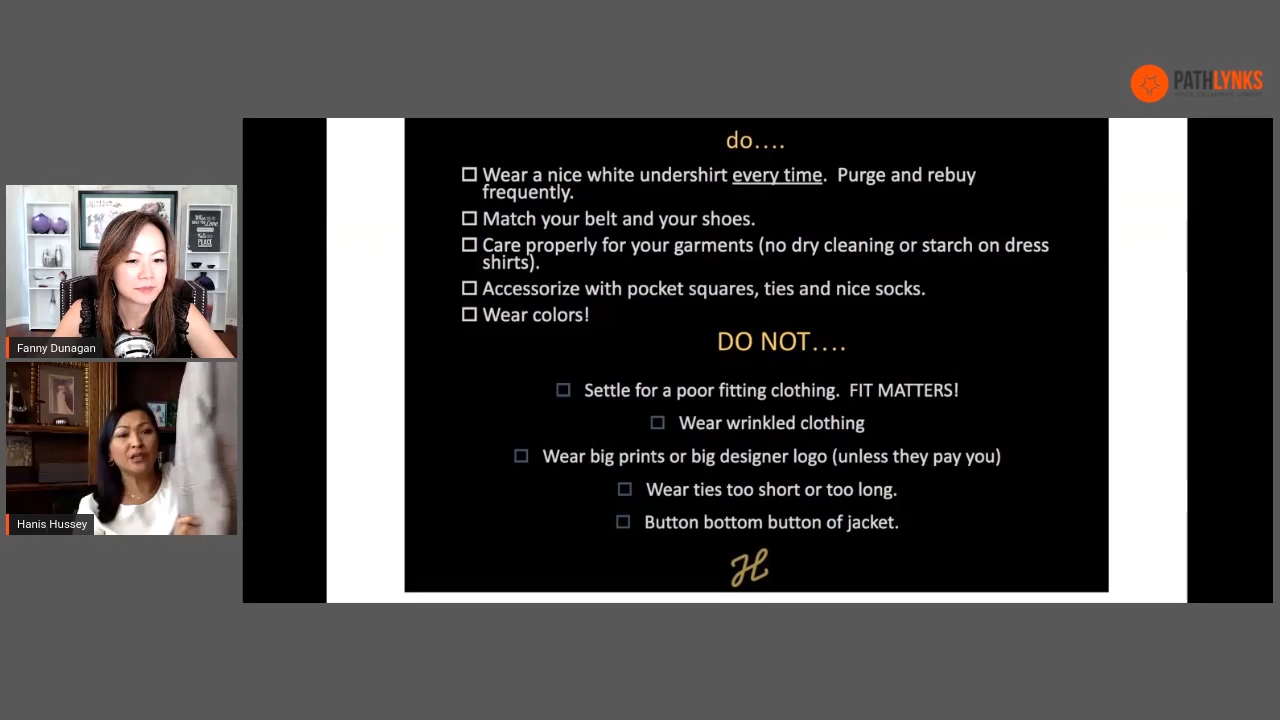 PATHLYNKS
do....
Wear a nice white undershirt every time. Purge and rebuy
frequently.
Match your belt and your shoes.
Care properly for your garments (no dry cleaning or starch on dress
shirts).
Accessorize with pocket squares, ties and nice socks.
Wear colors!
DO NOT....
Settle for a poor fitting clothing. FIT MATTERS!
Wear wrinkled clothing
Wear big prints or big designer logo (unless they pay you)
Wear ties too short or too long.
Button bottom button of jacket.
H
PLACE
Fanny Dunagan
Hanis Hussey